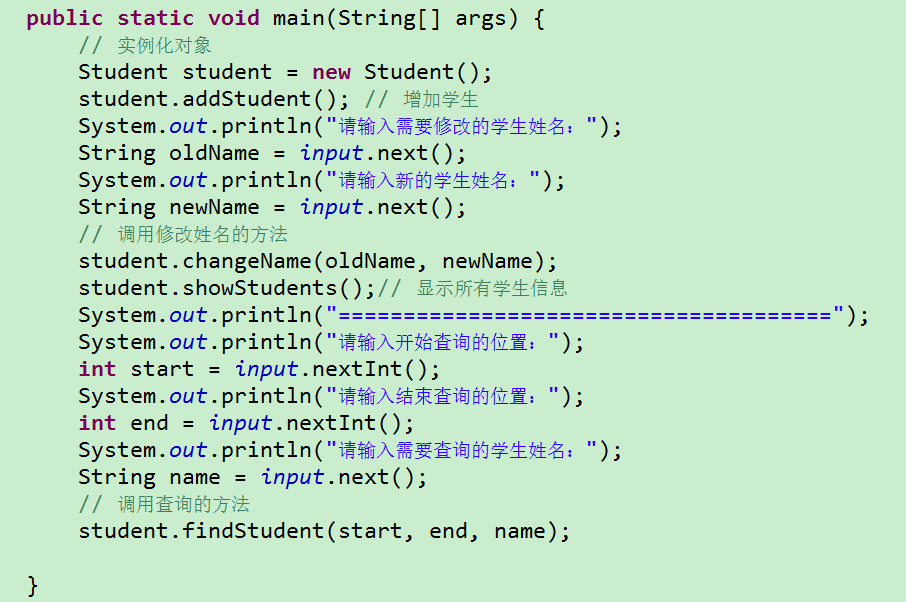 public static void main(String[] args) {
// 实例化对象
Student student = new Student();
student.addStudent(); // 增加学生
System.out.println("请输入需要修改的学生姓名：");
String oldName = input.next();
System.out.println("请输入新的学生姓名：");
String newName = input.next();
// 调用修改姓名的方法
student.changeName(oldName, newName);
student.showStudents();// 显示所有学生信息
System.out.println("======================================");
System.out.println("请输入开始查询的位置：");
int start = input.nextInt();
System.out.println("请输入结束查询的位置：");
int end = input.nextInt();
System.out.println("请输入需要查询的学生姓名：");
String name = input.next();
// 调用查询的方法
student.findStudent(start, end, name);
}